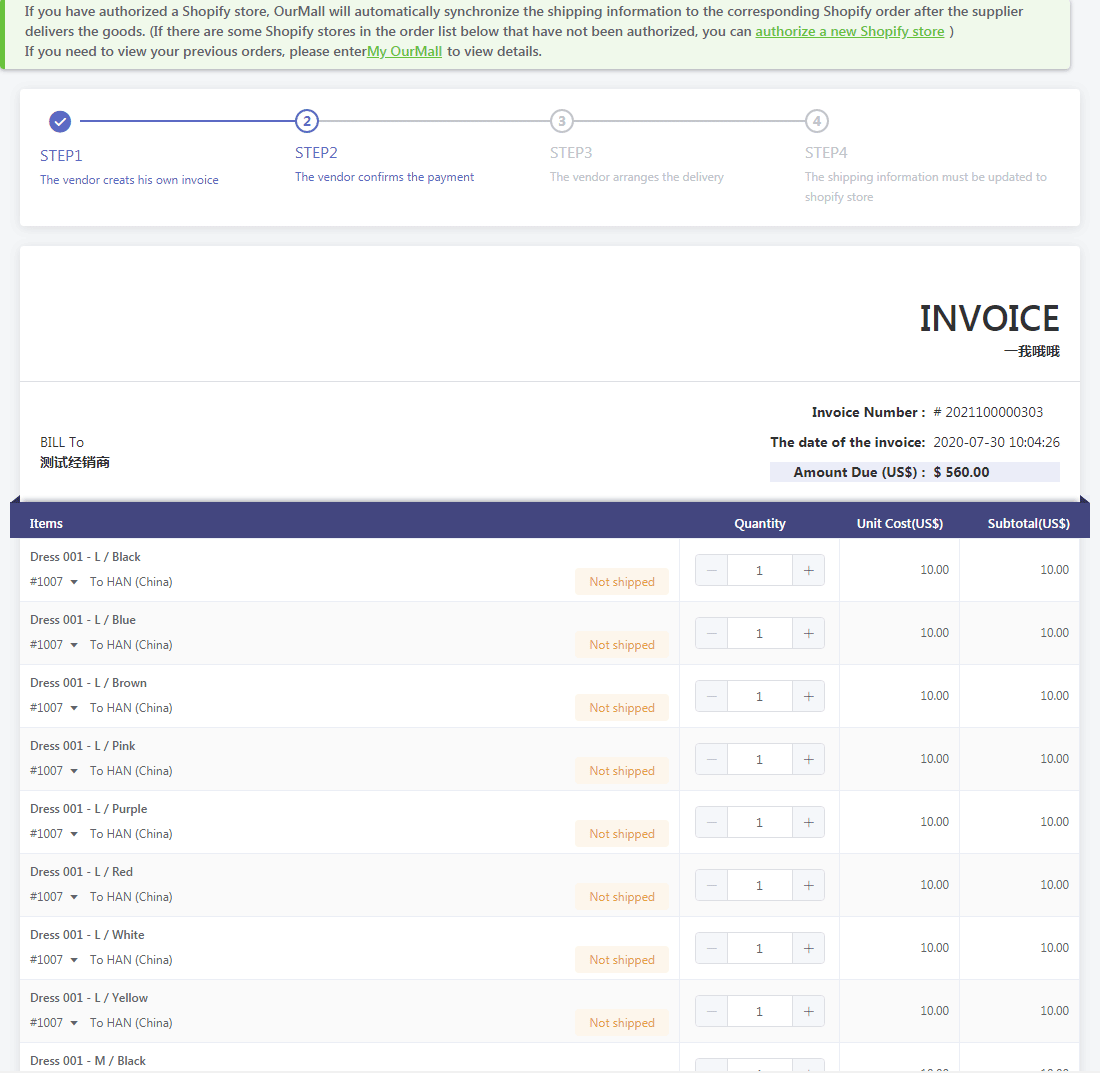 If you have authorized a Shopify store, OurMall will automatically synchronize the shipping information to the corresponding Shopify order after the supplier
delivers the goods. (If there are some Shopify stores in the order list below that have not been authorized, you can authorize a new Shopify store )
If you need to view your previous orders, please enterMy OurMall to view details.
2 3 4
STEP1 STEP2 STEP3 STEP4
The vendor creats his own invoice The vendor confirms the payment The vendor arranges the delivery The shipping information must be updated to
shopify store
INVOICE
一我哦哦
Invoice Number : # 2021100000303
BILL To The date of the invoice: 2020-07-30 10:04:26
测试经销商
Amount Due (US$) : $ 560.00
Items Quantity Unit Cost(US$) Subtotal(US$)
Dress 001 - L / Black
#1007 To HAN (China) Not shipped — 1 + 10.00 10.00
Dress 001 - L / Blue
#1007 To HAN (China) Not shipped — 1 + 10.00 10.00
Dress 001 - L / Brown
#1007 To HAN (China) Not shipped — 1 + 10.00 10.00
Dress 001 - L / Pink
#1007 To HAN (China) Not shipped — 1 + 10.00 10.00
Dress 001 - L / Purple
#1007 To HAN (China) Not shipped — 1 + 10.00 10.00
Dress 001 - L / Red
#1007 To HAN (China) Not shipped — 1 + 10.00 10.00
Dress 001 - L / White
#1007 To HAN (China) Not shipped — 1 + 10.00 10.00
Dress 001 - L / Yellow
#1007 To HAN (China) Not shipped — 1 + 10.00 10.00
Dress 001 - M / Black